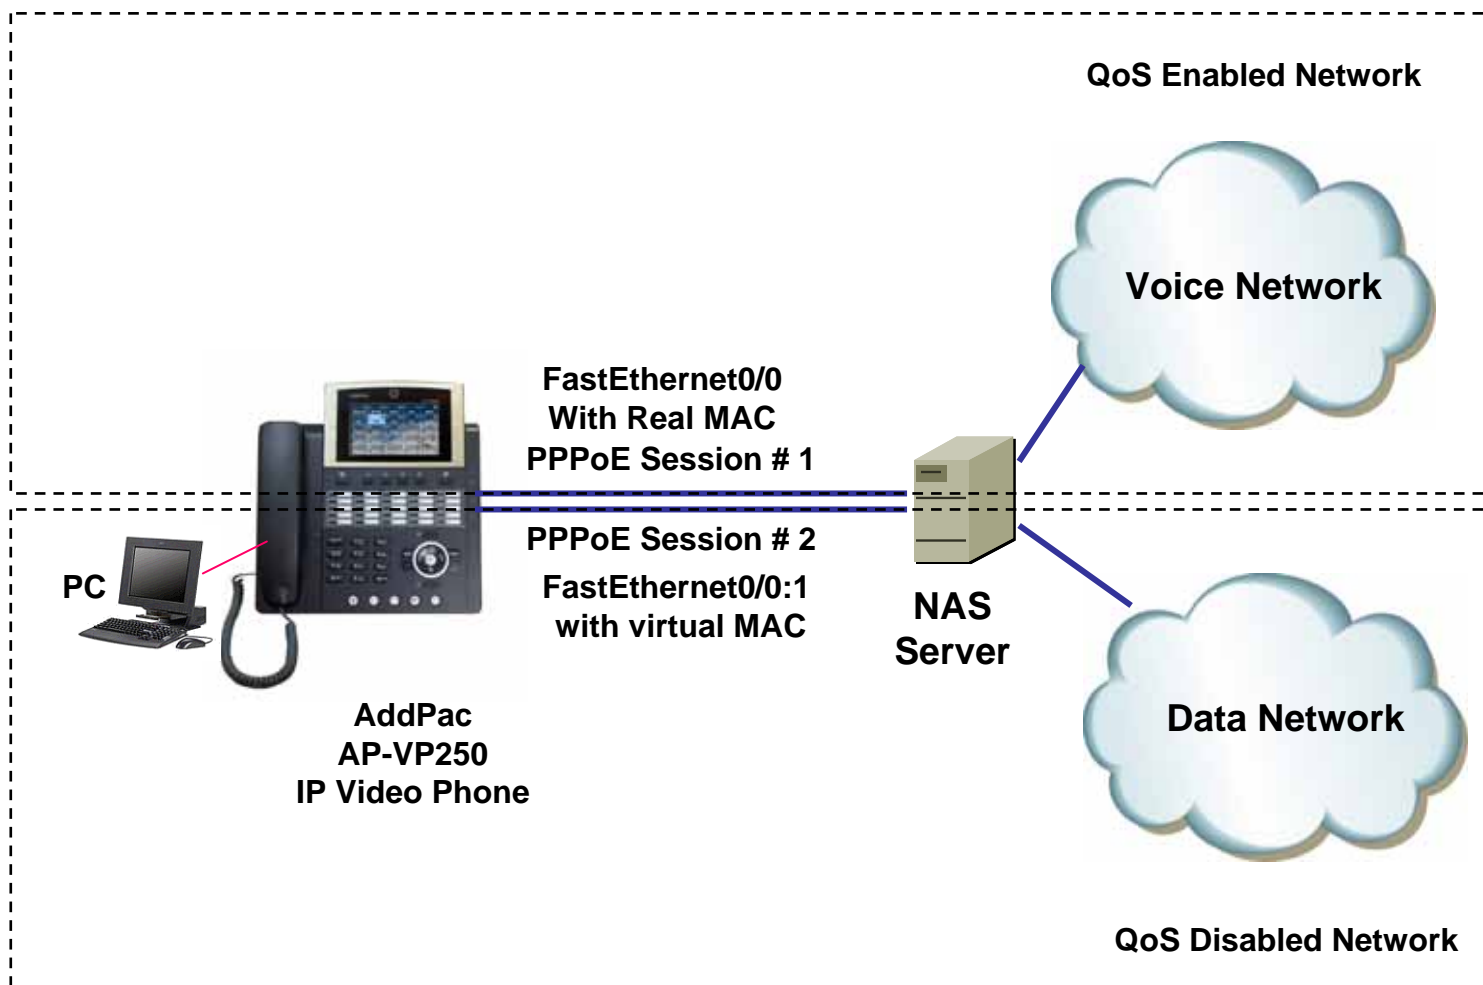 QoS Enabled Network
Voice Network
FastEthernet0/0
With Real MAC
PPPoE Session # 1
PPPoE Session # 2
FastEthernet0/0:1
with virtual MAC
PC
NAS
Server
AddPac
AP-VP250
IP Video Phone
Data Network
QoS Disabled Network